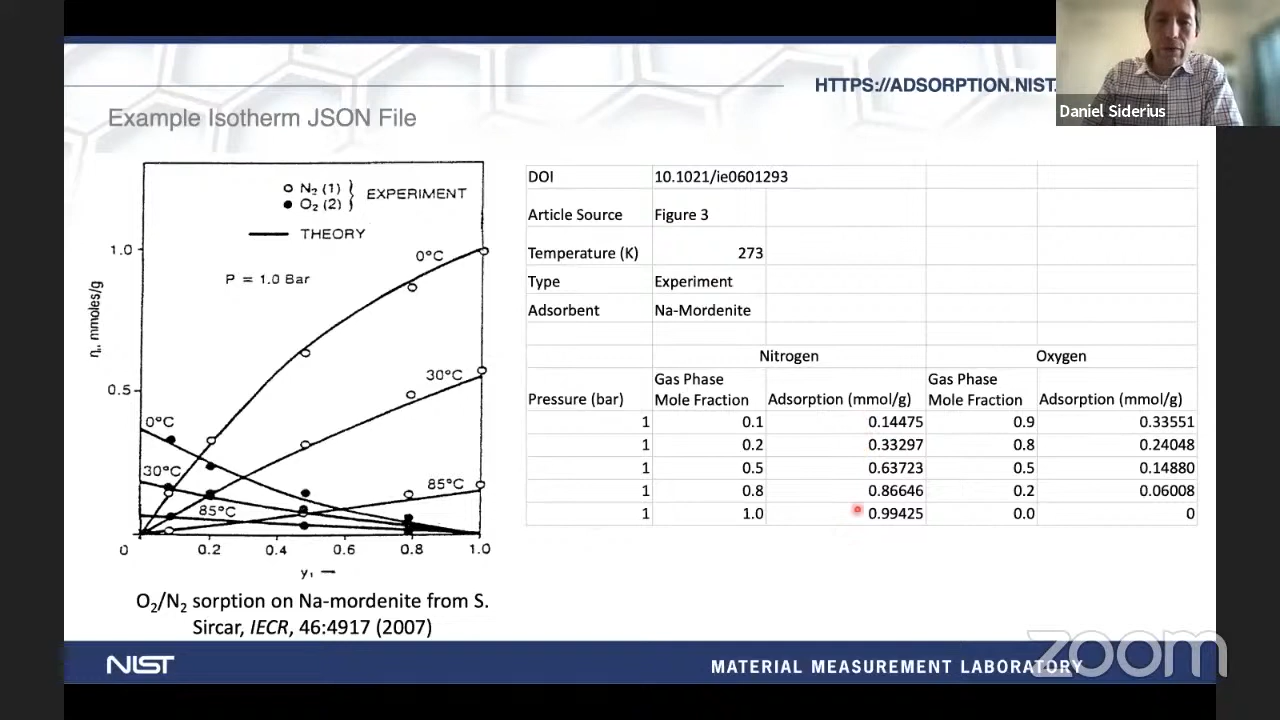 HTTPS://ADSORPTION.NIST.
Daniel Siderius
Example Isotherm JSON File
N₂ (1)
O₂ (2)
EXPERIMENT
THEORY
P = 1.0 Bar
0°C
30°C
85°C
0°C
30°C
85°C
1.0
0.5
mmoles/g
0 0.2 0.4 0.6 0.8 1.0
y₁ →
O₂/N₂ sorption on Na-mordenite from S.
Sircar, IECR, 46:4917 (2007)
DOI 10.1021/ie0601293
Article Source Figure 3
Temperature (K) 273
Type Experiment
Adsorbent Na-Mordenite
Nitrogen Oxygen
Pressure (bar) Gas Phase Mole Fraction Adsorption (mmol/g) Gas Phase Mole Fraction Adsorption (mmol/g)
1 0.1 0.14475 0.9 0.33551
1 0.2 0.33297 0.8 0.24048
1 0.5 0.63723 0.5 0.14880
1 0.8 0.86646 0.2 0.06008
1 1.0 0.99425 0.0 0
NIST
MATERIAL MEASUREMENT LABORATORY
zoom